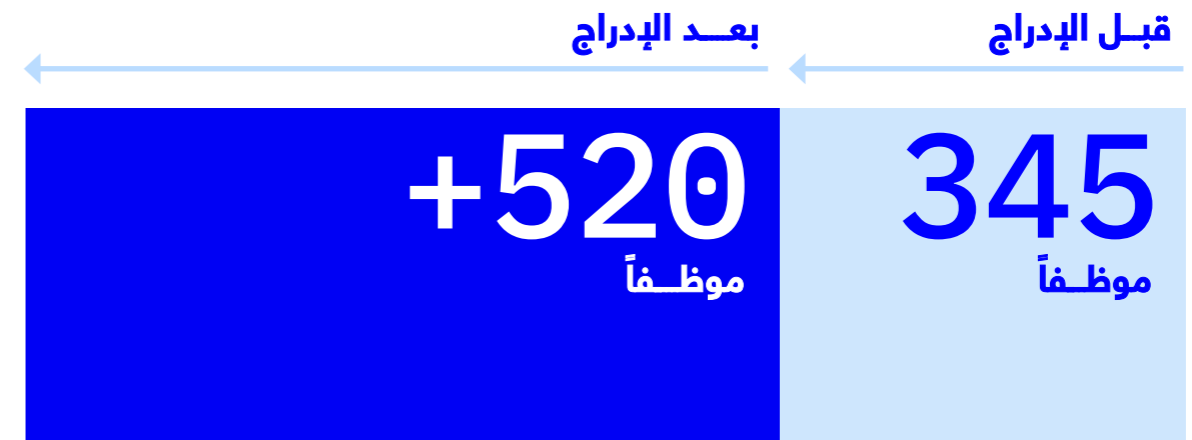 قبل الإدراج
بعد الإدراج
345
موظفاً
+520
موظفاً